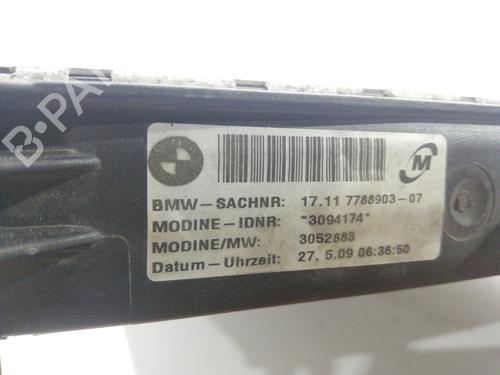 B-PARTS
M
BMW-SACHNR: 17.11 7788903-07
MODINE-IDNR: *3094174*
MODINE/MW: 3052883
Datum-Uhrzeit: 27. 5.09 06:36:50